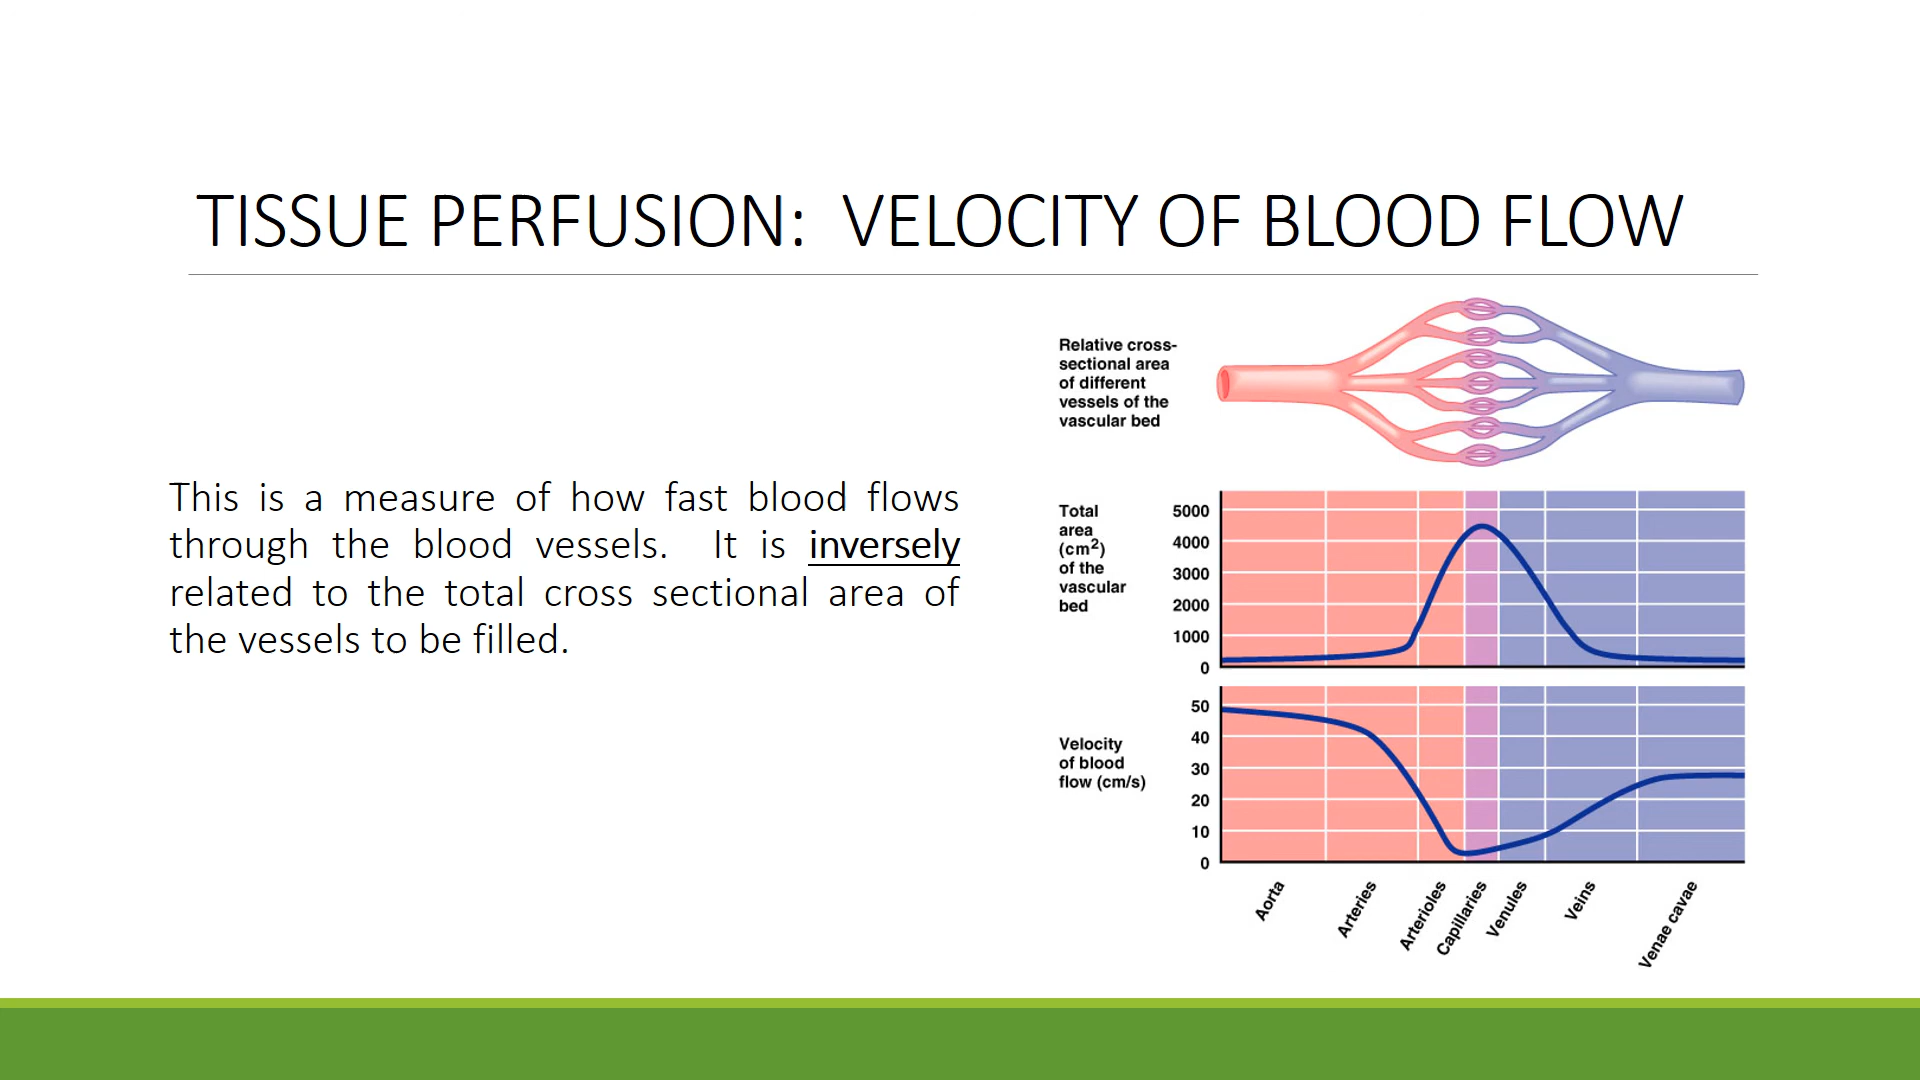 TISSUE PERFUSION:  VELOCITY OF BLOOD FLOW
This is a measure of how fast blood flows
through the blood vessels.  It is inversely
related to the total cross sectional area of
the vessels to be filled.
Relative cross-
sectional area
of different
vessels of the
vascular bed
Total
area
(cm²)
of the
vascular
bed
5000
4000
3000
2000
1000
0
Velocity
of blood
flow (cm/s)
50
40
30
20
10
0
Aorta
Arteries
Arterioles
Capillaries
Venules
Veins
Venae cavae